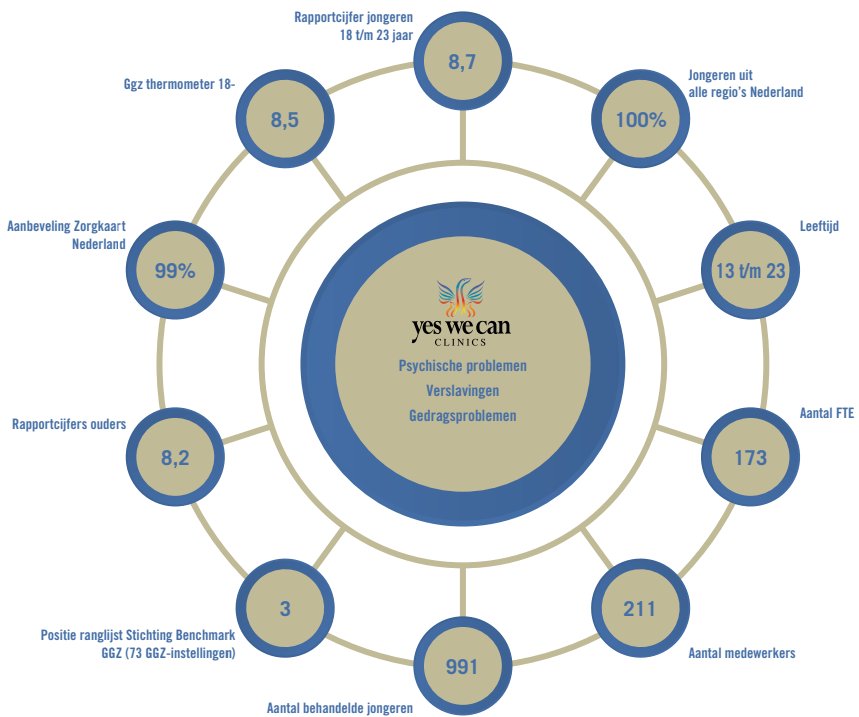 Rapportcijfer jongeren
18 t/m 23 jaar
8,7
Jongeren uit
alle regio's Nederland
100%
Leeftijd
13 t/m 23
Aantal FTE
173
211
Aantal medewerkers
991
Aantal behandelde jongeren
3
Positie ranglijst Stichting Benchmark
GGZ (73 GGZ-instellingen)
Rapportcijfers ouders
8,2
Aanbeveling Zorgkaart
Nederland
99%
Ggz thermometer 18-
8,5
yes we can
CLINICS
Psychische problemen
Verslavingen
Gedragsproblemen